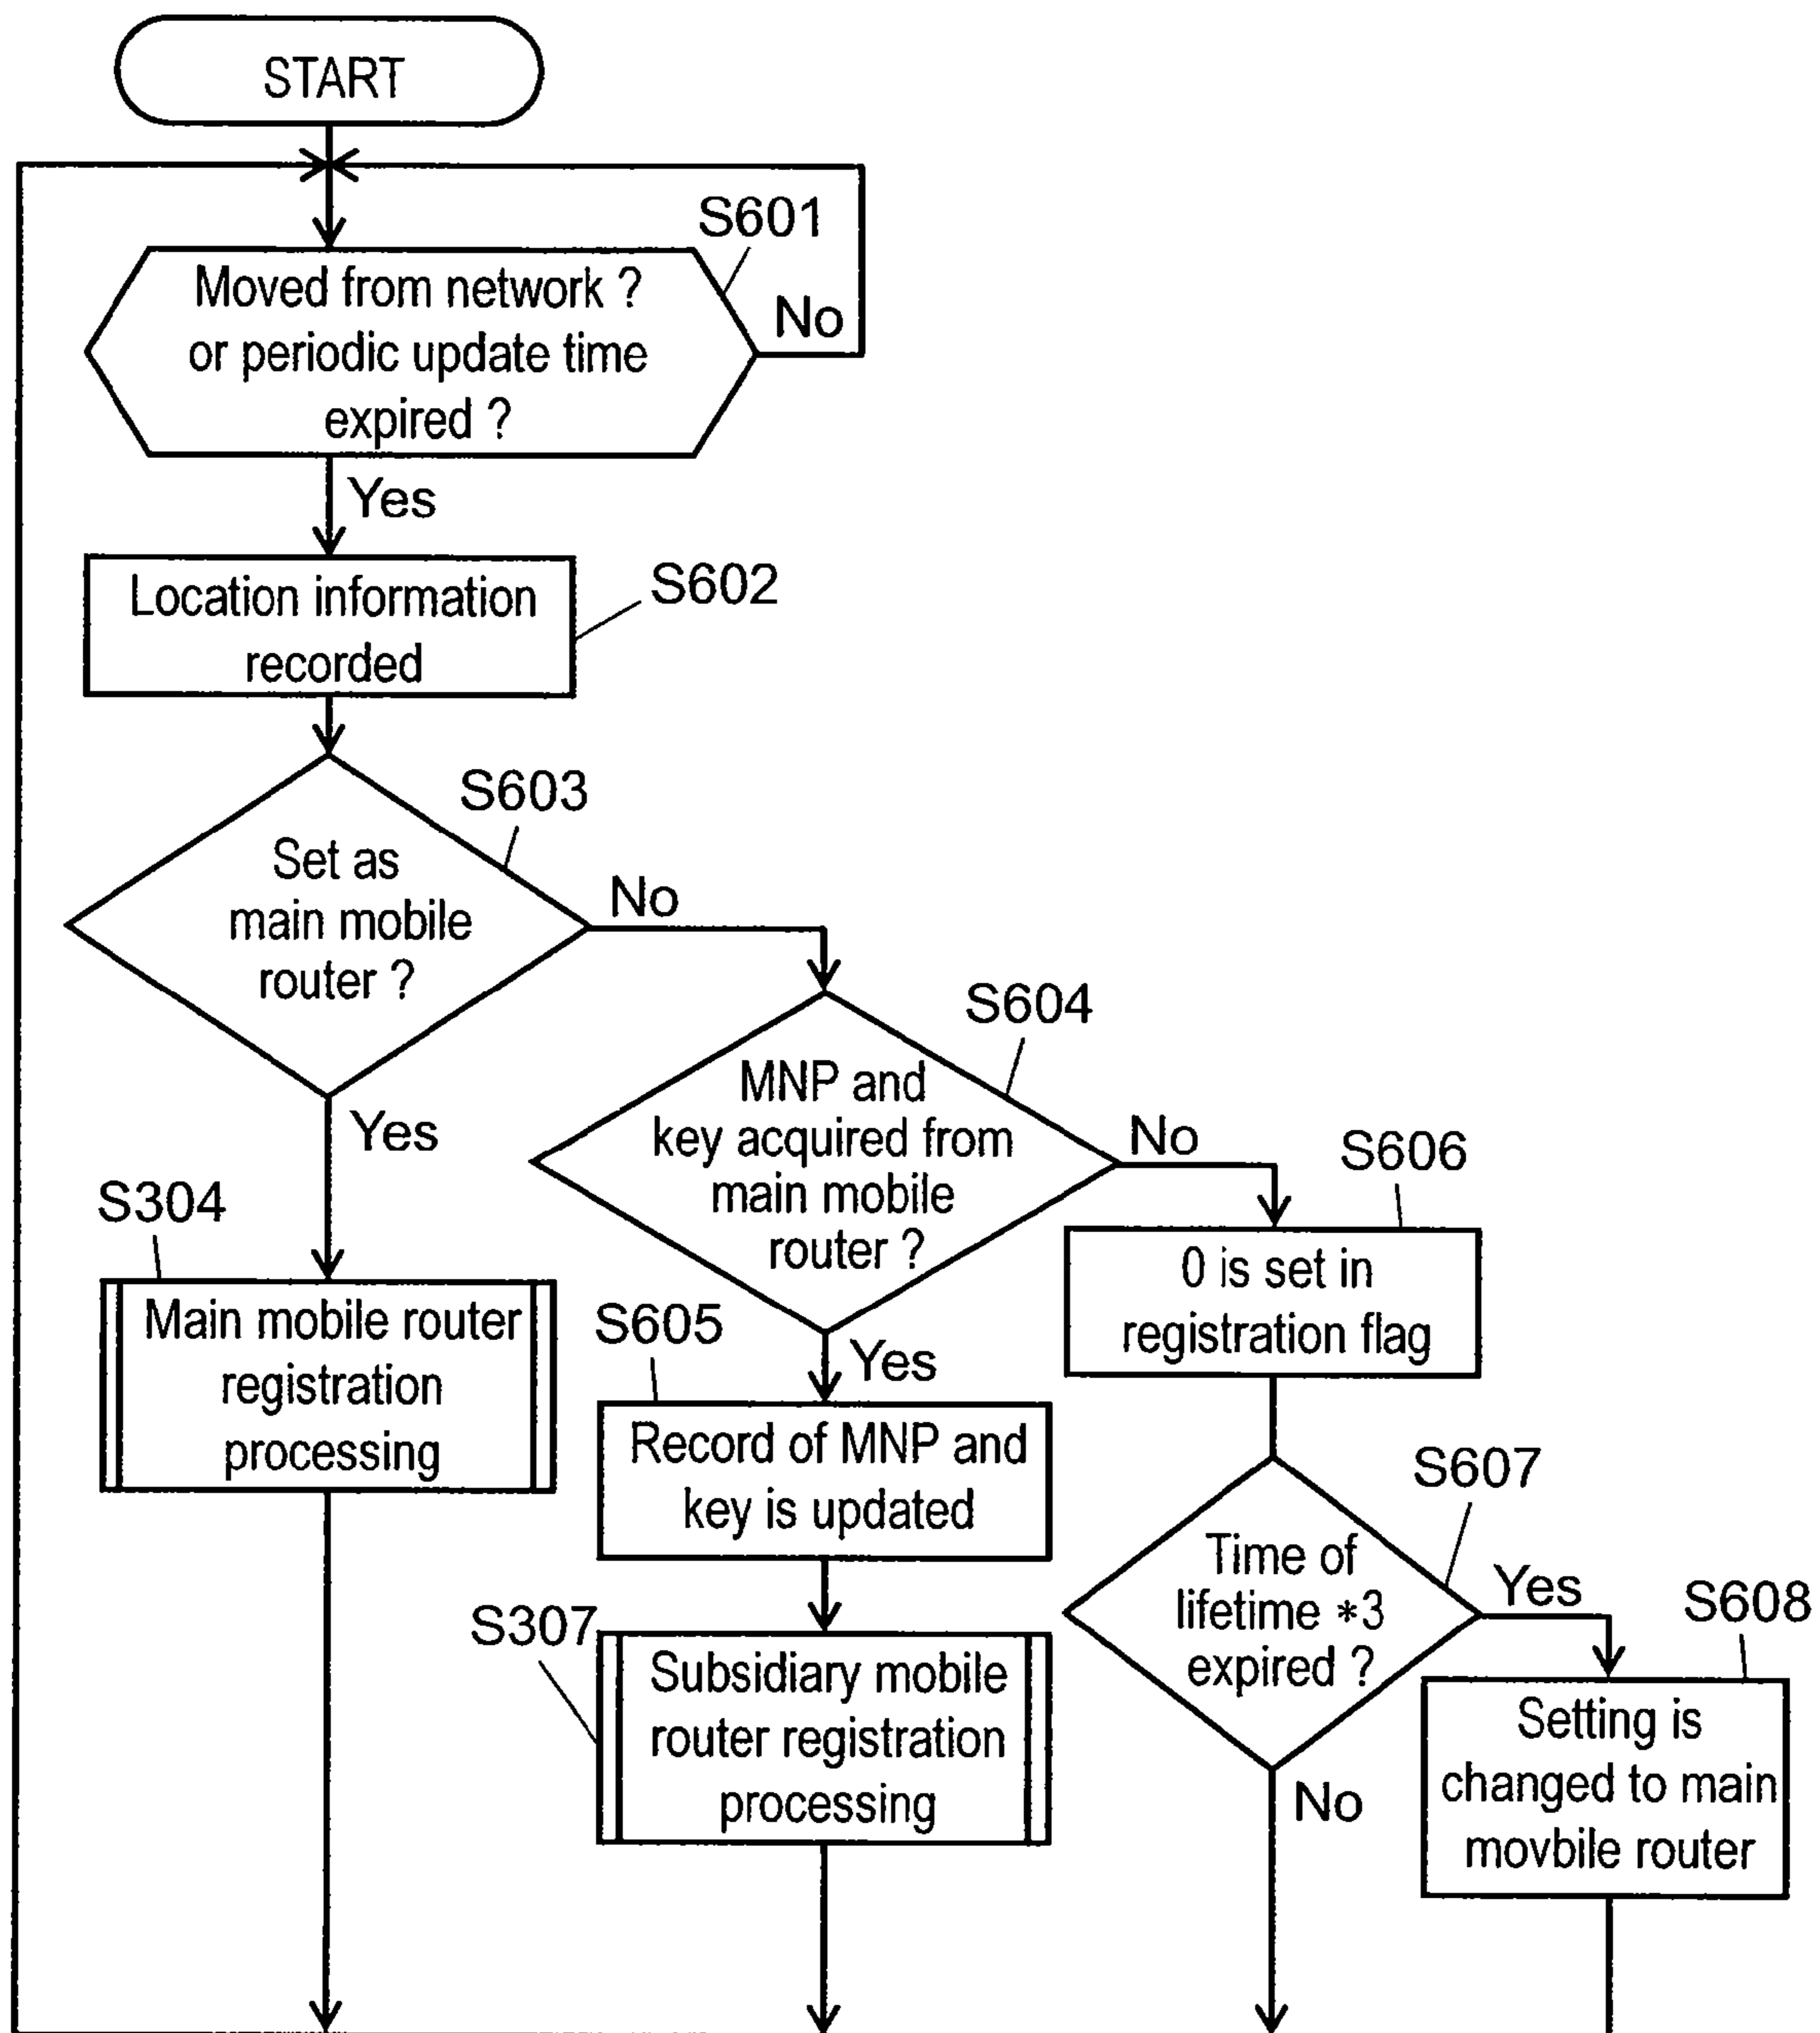 START
S601
Moved from network ?
or periodic update time
expired ?
No
Yes
Location information
recorded
S602
S603
Set as
main mobile
router ?
No
Yes
S604
MNP and
key acquired from
main mobile
router ?
No
Yes
S304
Main mobile router
registration
processing
S605
Record of MNP and
key is updated
S606
0 is set in
registration flag
S307
Subsidiary mobile
router registration
processing
S607
Time of
lifetime *3
expired ?
Yes
No
S608
Setting is
changed to main
movbile router